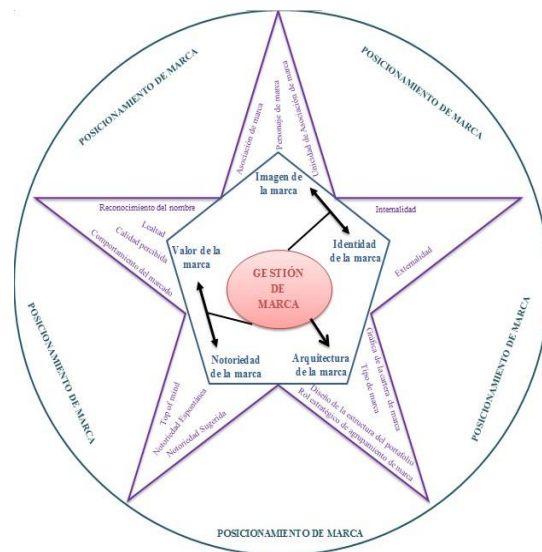 POSICIONAMIENTO DE MARCA
POSICIONAMIENTO DE MARCA
Asociación de marca
Personaje de marca
Utilidad de Asociación de marca
Imagen de
la marca
Reconocimiento del nombre
Lealtad
Calidad percibida
Comportamiento del mercado
Internalidad
Externalidad
Valor de la
marca
Identidad
de la marca
GESTIÓN
DE
MARCA
Notoriedad
de la marca
Arquitectura
de la marca
Top of mind
Notoriedad Espontánea
Notoriedad Sugerida
Gráfica de la cartera de marca
Tipo de marca
Diseño de la estructura del portafolio
Rol estratégico de agrupamiento de marca
POSICIONAMIENTO DE MARCA
POSICIONAMIENTO DE MARCA
POSICIONAMIENTO DE MARCA